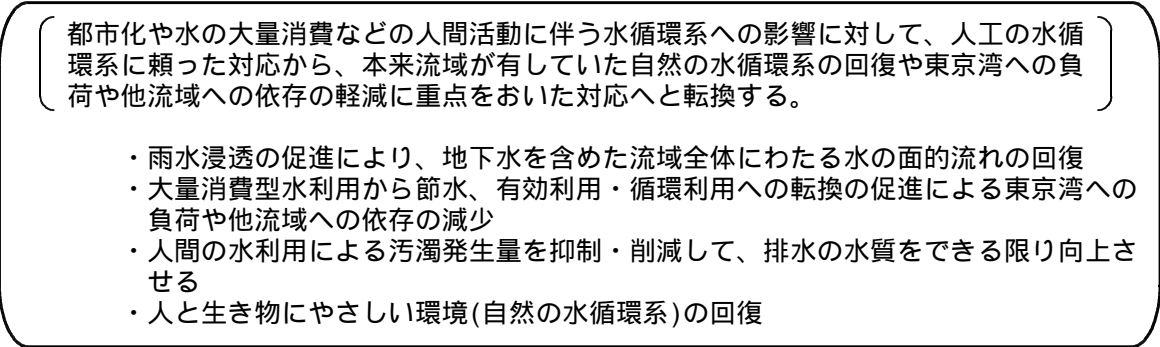 都市化や水の大量消費などの人間活動に伴う水循環系への影響に対して、人工の水循
環系に頼った対応から、本来流域が有していた自然の水循環系の回復や東京湾への負
荷や他流域への依存の軽減に重点をおいた対応へと転換する。
・雨水浸透の促進により、地下水を含めた流域全体にわたる水の面的流れの回復
・大量消費型水利用から節水、有効利用・循環利用への転換の促進による東京湾への
負荷や他流域への依存の減少
・人間の水利用による汚濁発生量を抑制・削減して、排水の水質をできる限り向上さ
せる
・人と生き物にやさしい環境(自然の水循環系)の回復